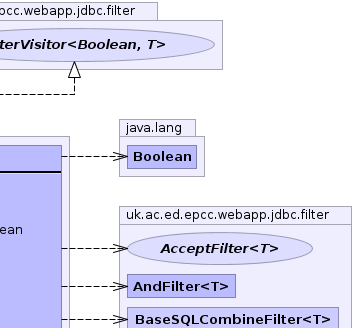 pcc.webapp.jdbc.filter
terVisitor<Boolean, T>
java.lang
Boolean
uk.ac.ed.epcc.webapp.jdbc.filter
ean
AcceptFilter<T>
AndFilter<T>
BaseSQLCombineFilter<T>